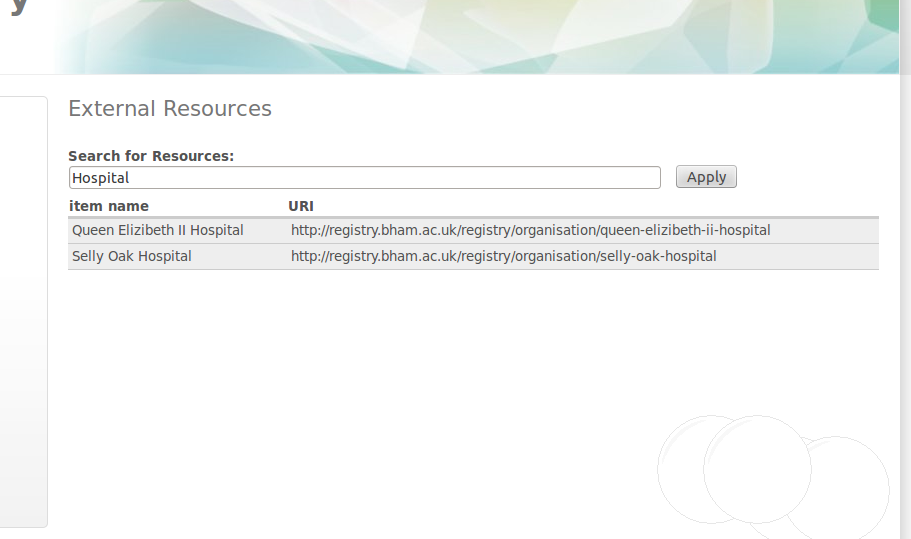 y
External Resources
Search for Resources:
Hospital
Apply
item name URI
Queen Elizibeth II Hospital http://registry.bham.ac.uk/registry/organisation/queen-elizibeth-ii-hospital
Selly Oak Hospital http://registry.bham.ac.uk/registry/organisation/selly-oak-hospital